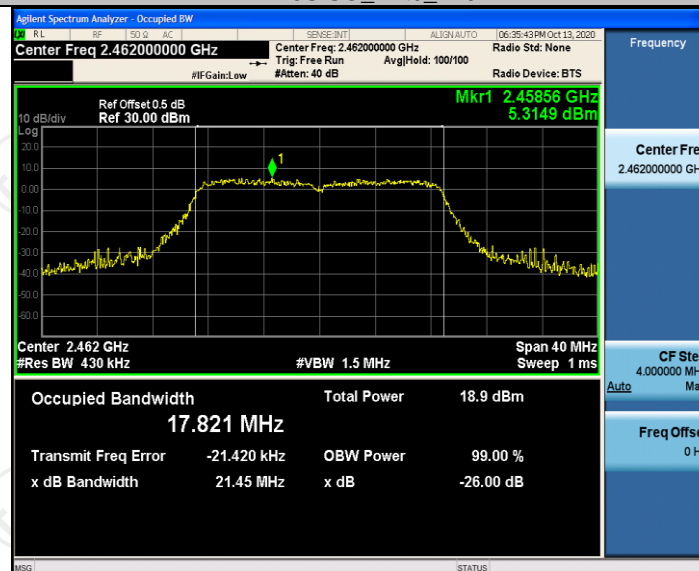 Agilent Spectrum Analyzer - Occupied BW
RL RF 50 Ω AC SENSE:INT ALIGN AUTO 06:35:43 PM Oct 13, 2020
Center Freq 2.462000000 GHz
Center Freq: 2.462000000 GHz
Radio Std: None
Trig: Free Run Avg|Hold: 100/100
#IFGain:Low
#Atten: 40 dB
Radio Device: BTS
Frequency
Ref Offset 0.5 dB
10 dB/div Ref 30.00 dBm
Mkr1 2.45856 GHz
5.3149 dBm
Log
20.0
10.0
0.00
-10.0
-20.0
-30.0
-40.0
-50.0
-60.0
1
Center 2.462 GHz Span 40 MHz
#Res BW 430 kHz #VBW 1.5 MHz Sweep 1 ms
Occupied Bandwidth Total Power 18.9 dBm
17.821 MHz
Transmit Freq Error -21.420 kHz OBW Power 99.00 %
x dB Bandwidth 21.45 MHz x dB -26.00 dB
Center Fre
2.462000000 GH
CF Ste
4.000000 MH
Auto Ma
Freq Offse
0 H
MSG STATUS